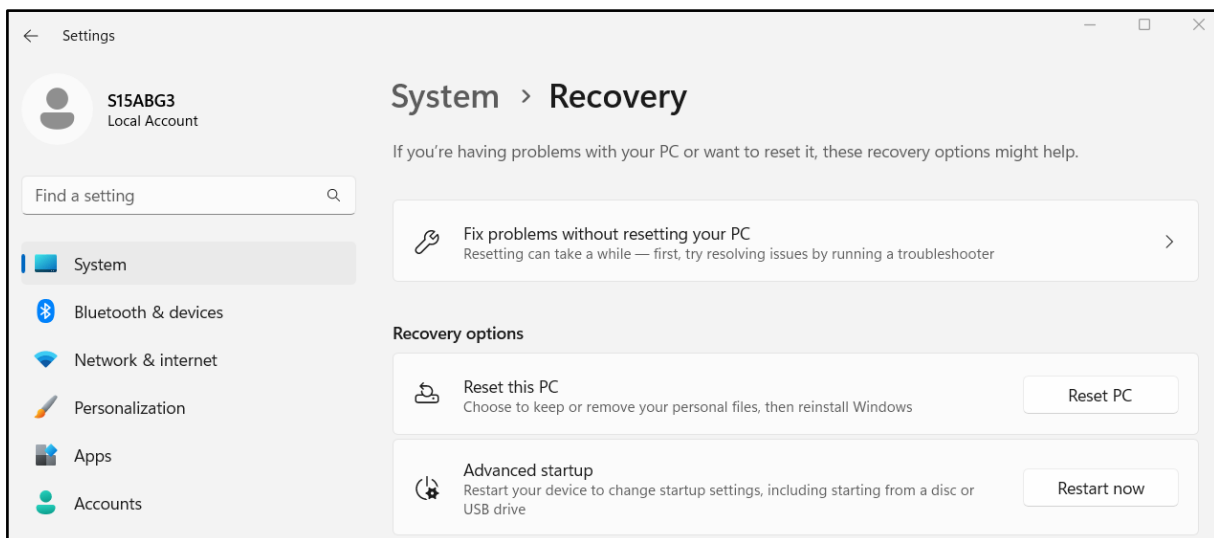 Settings
S15ABG3
Local Account
Find a setting
System
Bluetooth & devices
Network & internet
Personalization
Apps
Accounts
System > Recovery
If you're having problems with your PC or want to reset it, these recovery options might help.
Fix problems without resetting your PC
Resetting can take a while — first, try resolving issues by running a troubleshooter
Recovery options
Reset this PC
Choose to keep or remove your personal files, then reinstall Windows
Reset PC
Advanced startup
Restart your device to change startup settings, including starting from a disc or
USB drive
Restart now